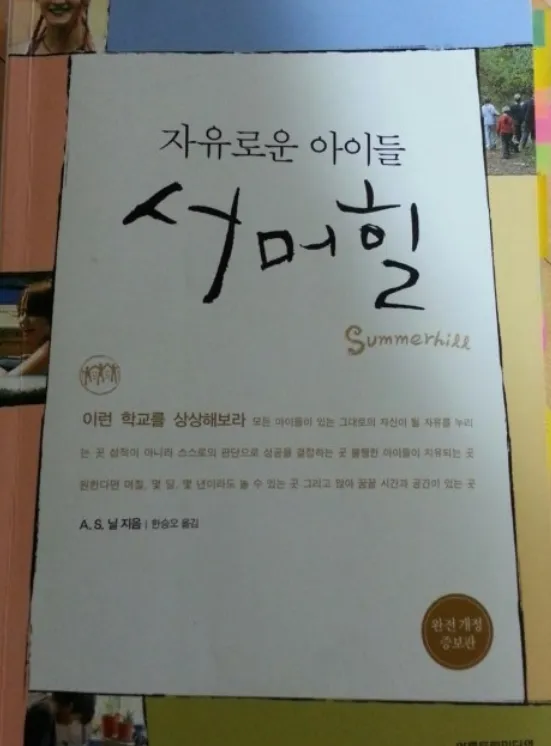 자유로운 아이들
서머힐
Summerhill
이런 학교를 상상해보라 모든 아이들이 있는 그대로의 자신이 될 자유를 누리
는 곳 성적이 아니라 스스로의 판단으로 성공을 결정하는 곳 불행한 아이들이 치유되는 곳
원한다면 며칠, 몇 달, 몇 년이라도 놀 수 있는 곳 그리고 앉아 꿈꿀 시간과 공간이 있는 곳
A. S. 닐 지음 | 한승오 옮김
완전 개정
증보판